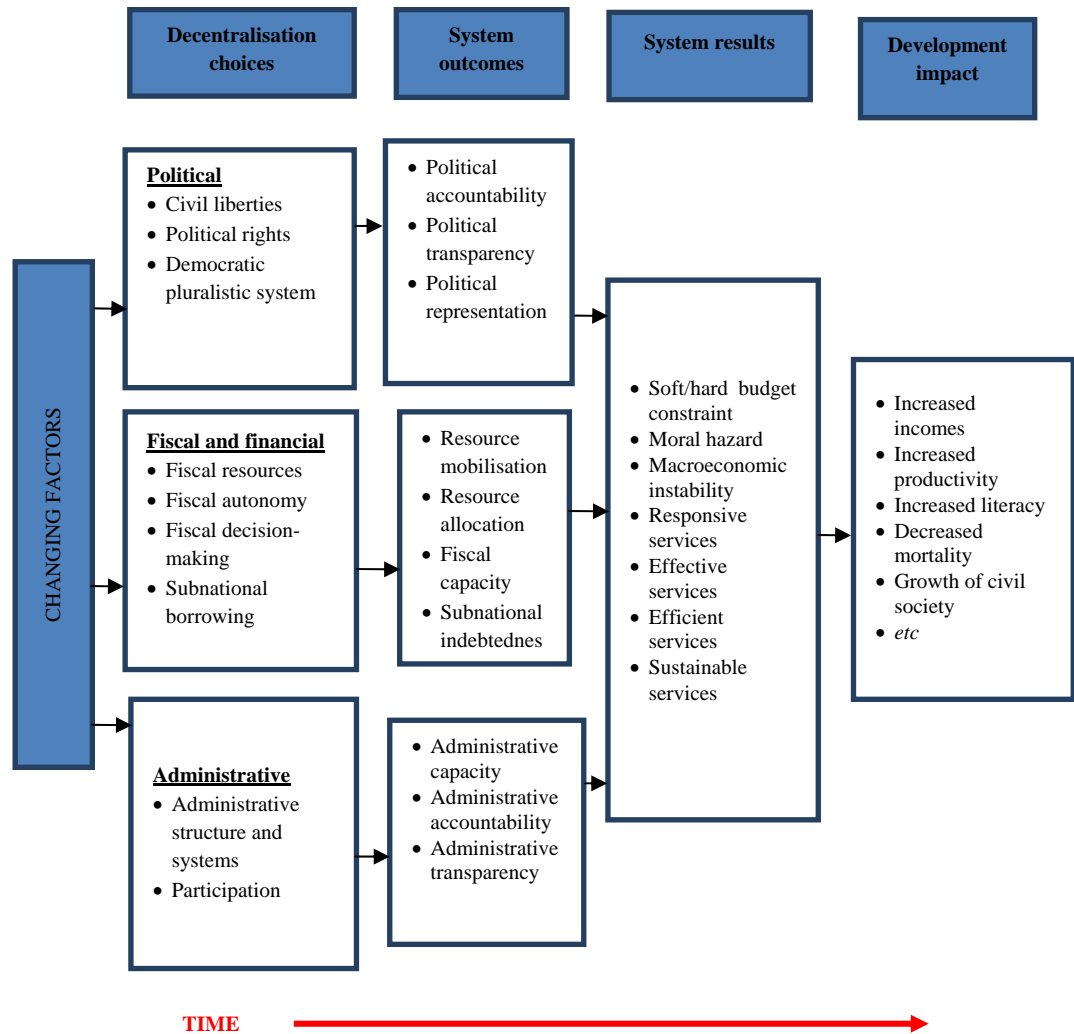 Decentralisation
choices
System
outcomes
System results
Development
impact
CHANGING FACTORS
Political
• Civil liberties
• Political rights
• Democratic
pluralistic system
• Political
accountability
• Political
transparency
• Political
representation
Fiscal and financial
• Fiscal resources
• Fiscal autonomy
• Fiscal decision-
making
• Subnational
borrowing
• Resource
mobilisation
• Resource
allocation
• Fiscal
capacity
• Subnational
indebtednes
Administrative
• Administrative
structure and
systems
• Participation
• Administrative
capacity
• Administrative
accountability
• Administrative
transparency
• Soft/hard budget
constraint
• Moral hazard
• Macroeconomic
instability
• Responsive
services
• Effective
services
• Efficient
services
• Sustainable
services
• Increased
incomes
• Increased
productivity
• Increased literacy
• Decreased
mortality
• Growth of civil
society
• etc
TIME